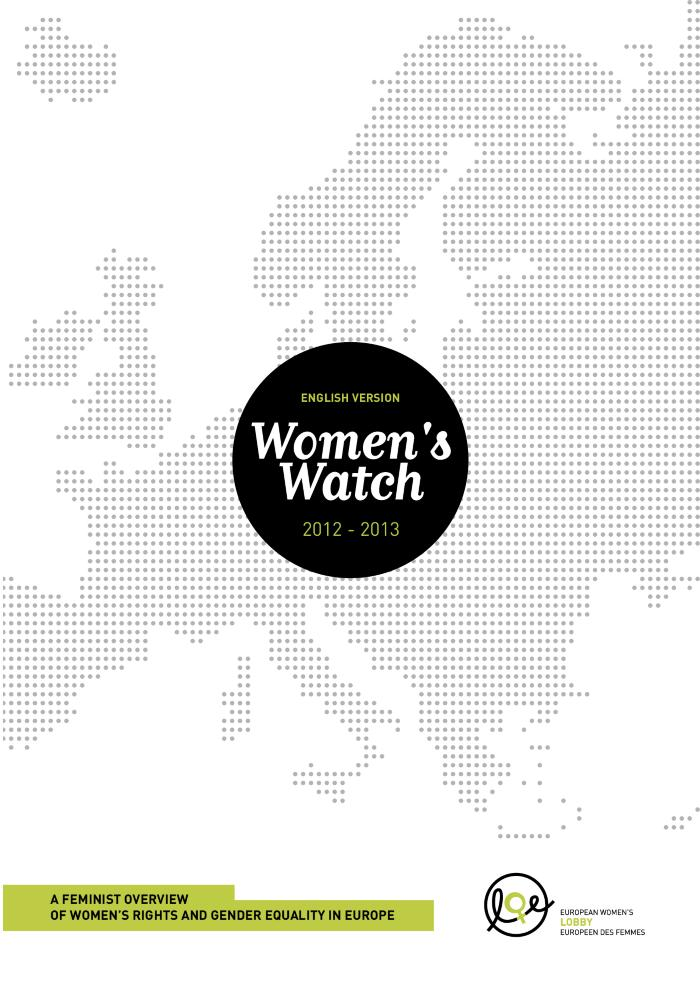 ENGLISH VERSION
Women's
Watch
2012 - 2013
A FEMINIST OVERVIEW
OF WOMEN'S RIGHTS AND GENDER EQUALITY IN EUROPE
EUROPEAN WOMEN'S
LOBBY
EUROPEEN DES FEMMES